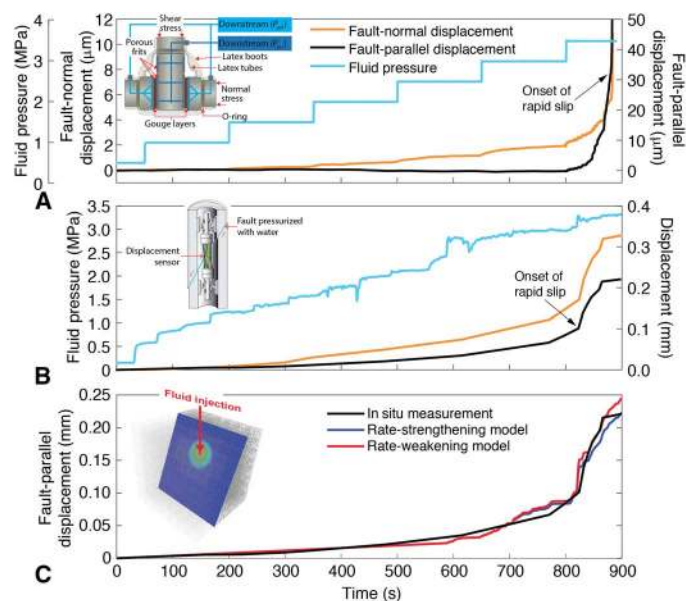 Shear
stress
Downstream
Downstream
Porous
frits
Latex boots
Latex tubes
Normal
stress
O-ring
Gouge layers
Fault-normal displacement
Fault-parallel displacement
Fluid pressure
Onset of
rapid slip
Fluid pressure (MPa)
4
3
2
1
0
Fault-normal
displacement (μm)
12
10
8
6
4
2
0
Fault-parallel
displacement (μm)
50
40
30
20
10
0
A
Fluid pressure (MPa)
3.5
3.0
2.5
2.0
1.5
1.0
0.5
0
Displacement
sensor
Fault pressurized
with water
Onset of
rapid slip
0.4
0.3
0.2
0.1
0.0
Displacement
(mm)
B
Fault-parallel
displacement (mm)
0.25
0.20
0.15
0.10
0.05
0
Fluid injection
In situ measurement
Rate-strengthening model
Rate-weakening model
C
0 100 200 300 400 500 600 700 800 900
Time (s)